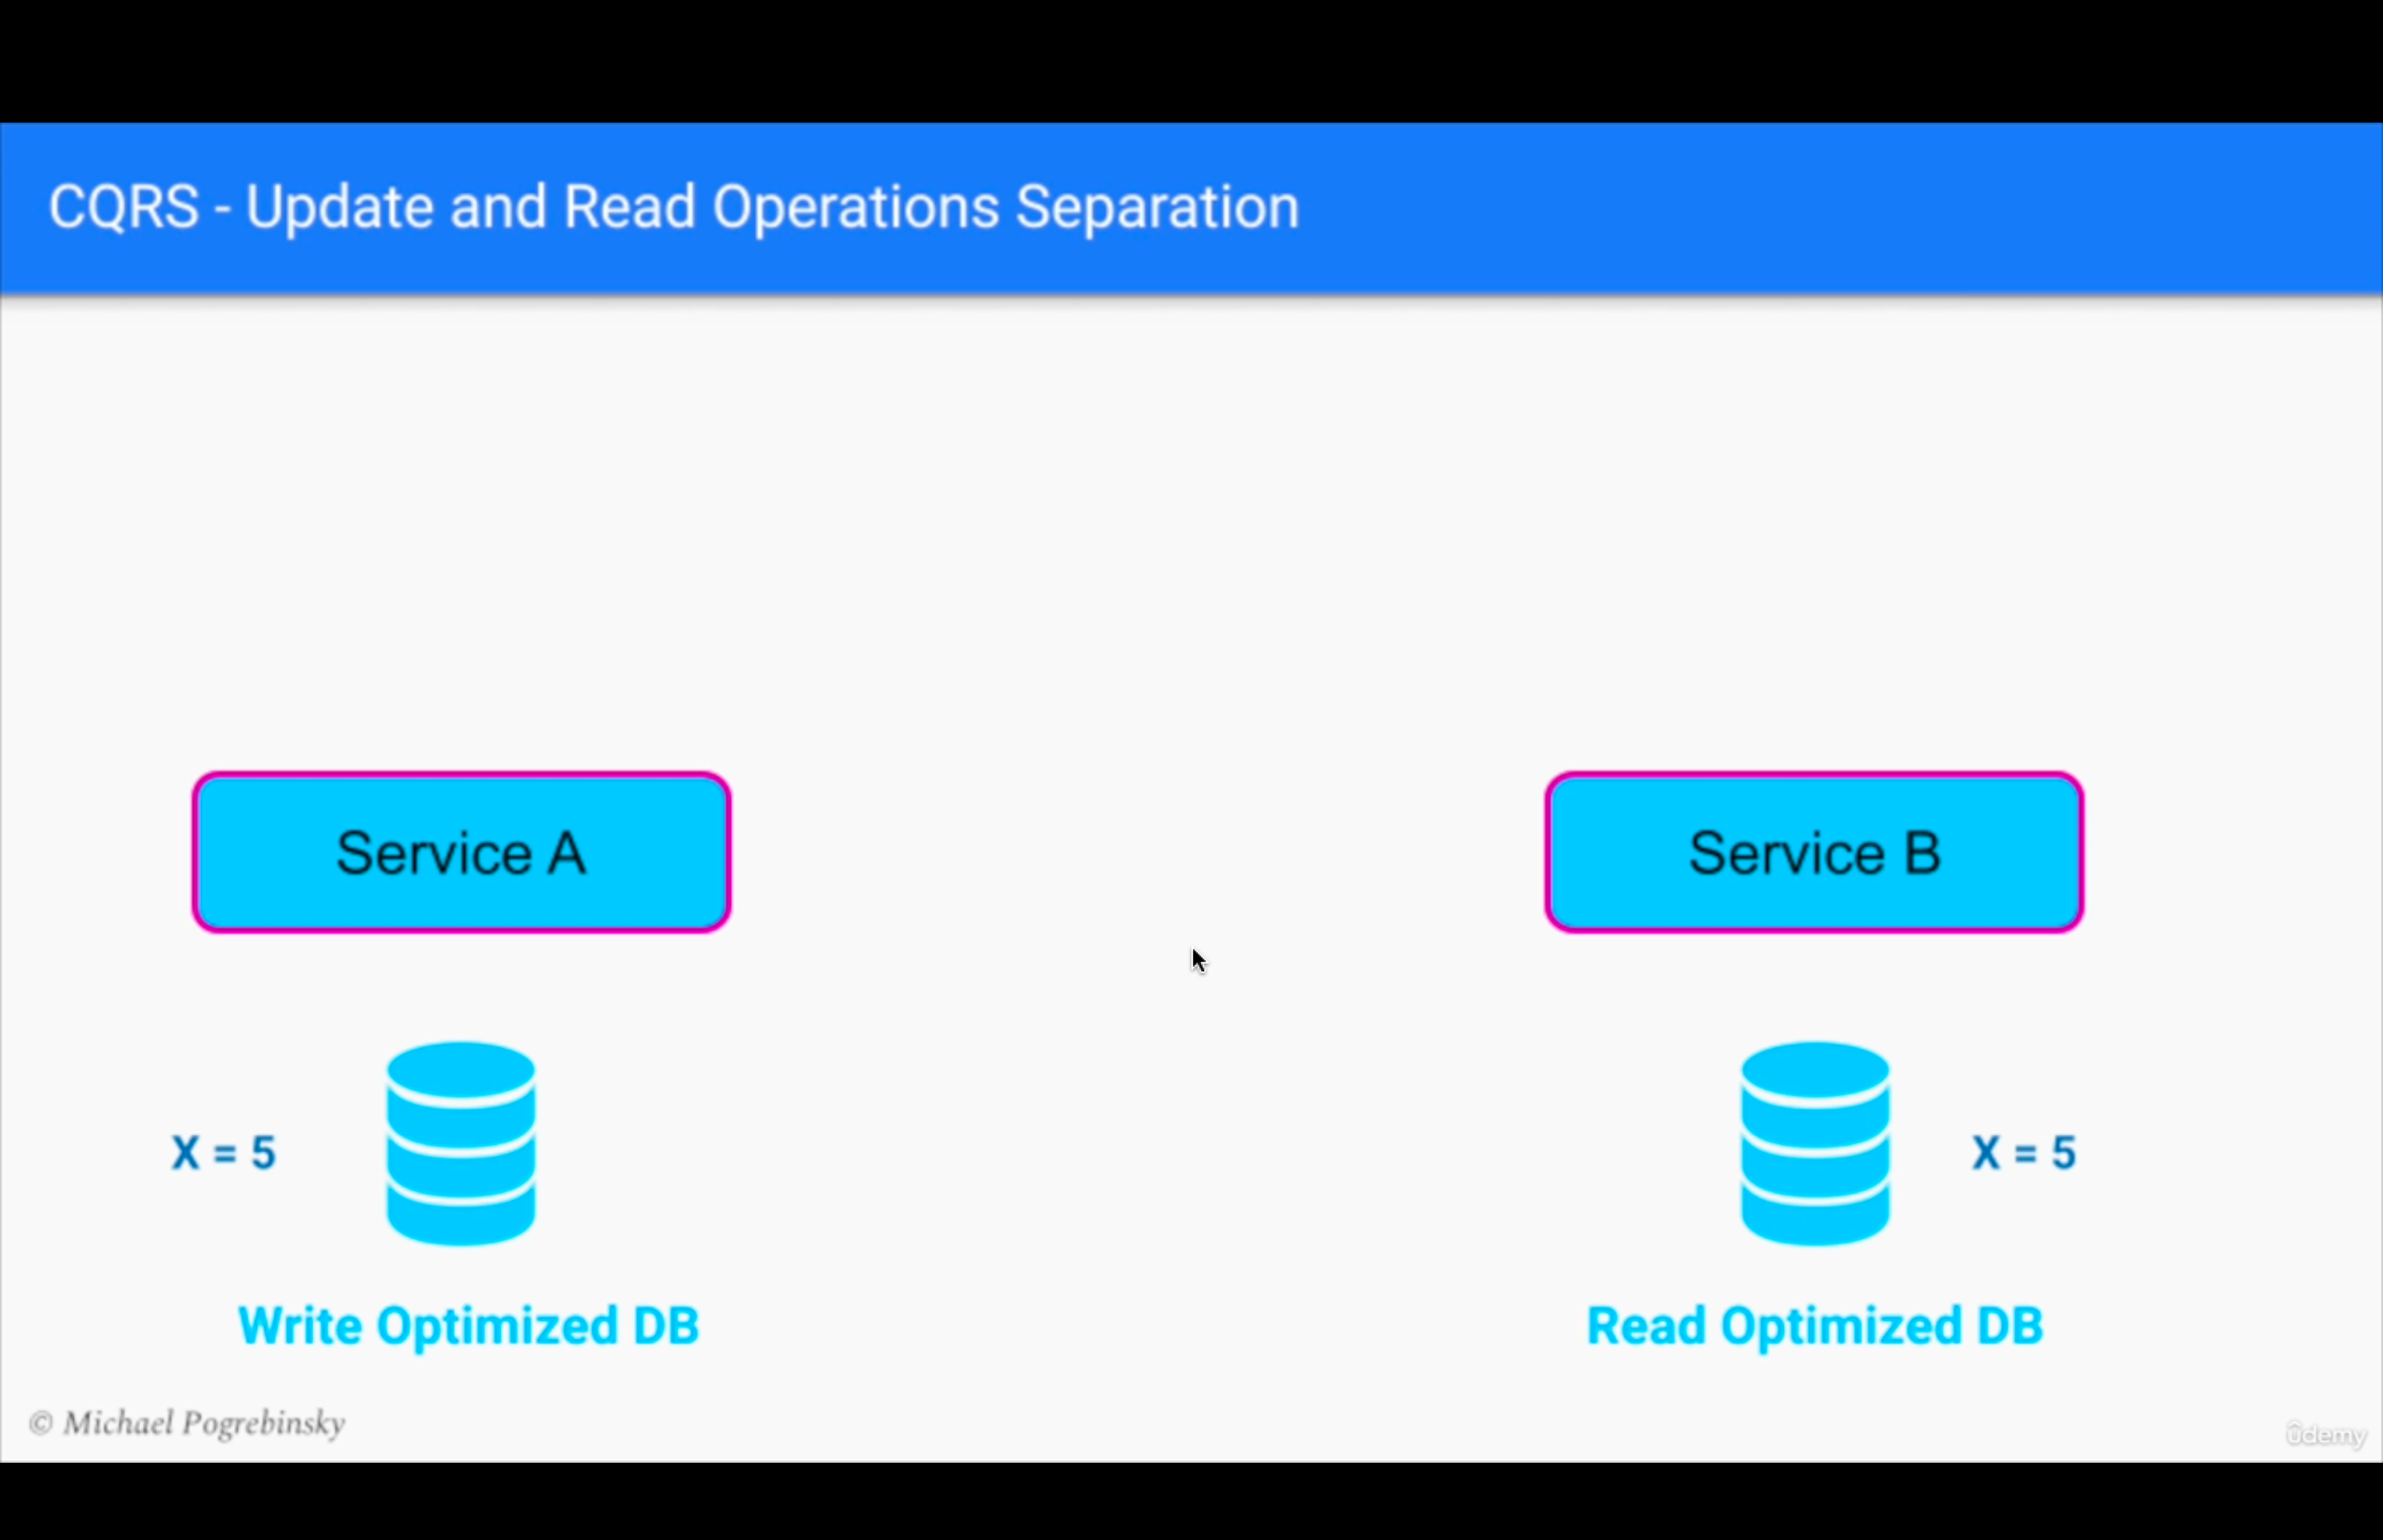 CQRS - Update and Read Operations Separation
Service A
Service B
X = 5
X = 5
Write Optimized DB
Read Optimized DB
© Michael Pogrebinsky
ûdemy